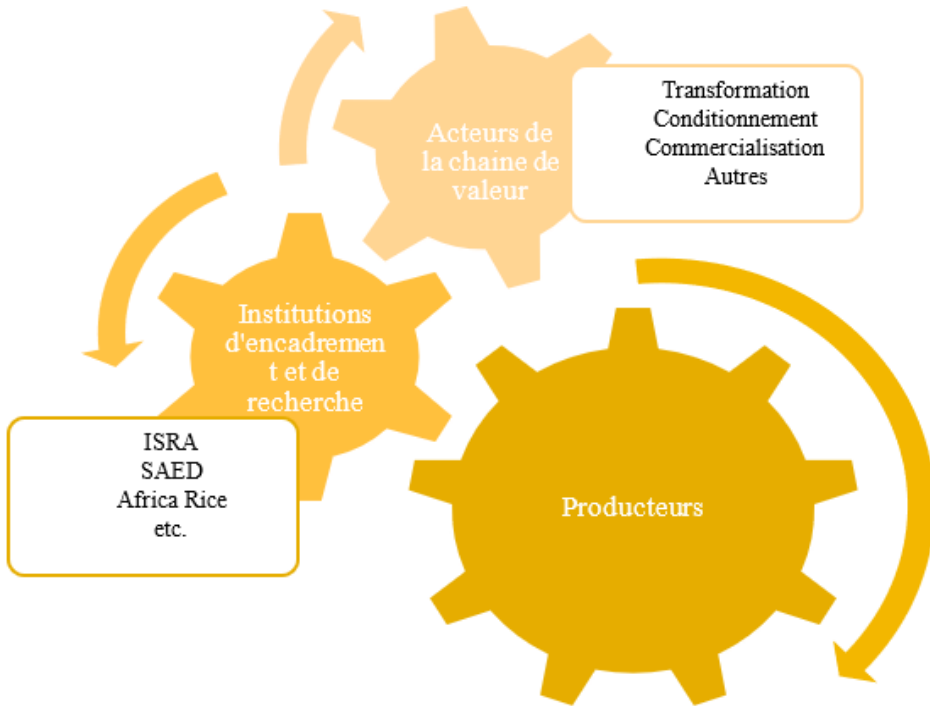 Acteurs de
la chaine de
valeur
Transformation
Conditionnement
Commercialisation
Autres
Institutions
d'encadremen
t et de
recherche
ISRA
SAED
Africa Rice
etc.
Producteurs